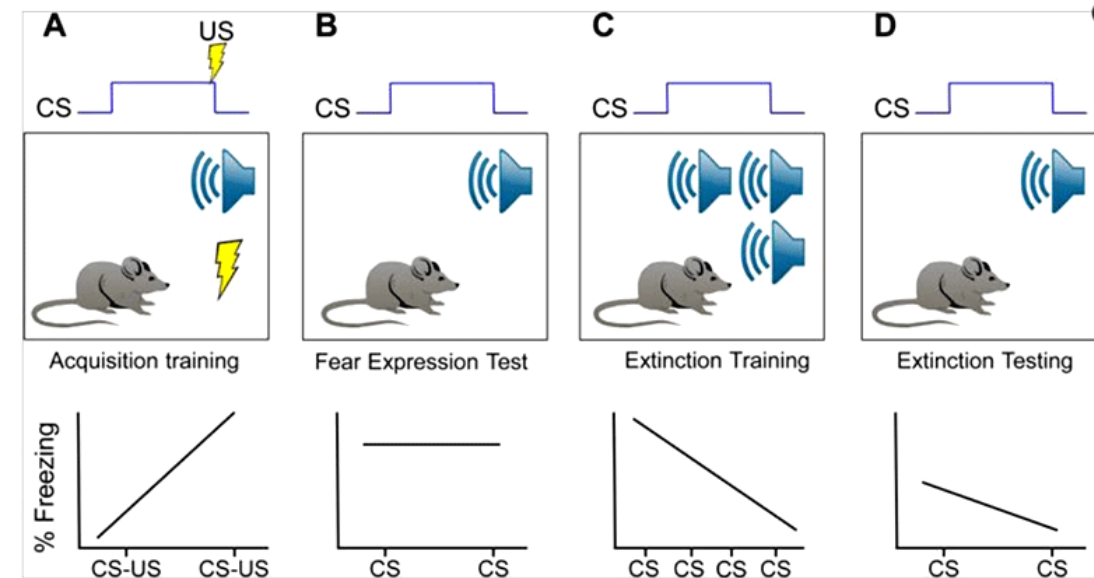 A
B
C
D
US
CS
CS
CS
CS
Acquisition training
Fear Expression Test
Extinction Training
Extinction Testing
% Freezing
CS-US CS-US
CS CS
CS CS CS CS
CS CS